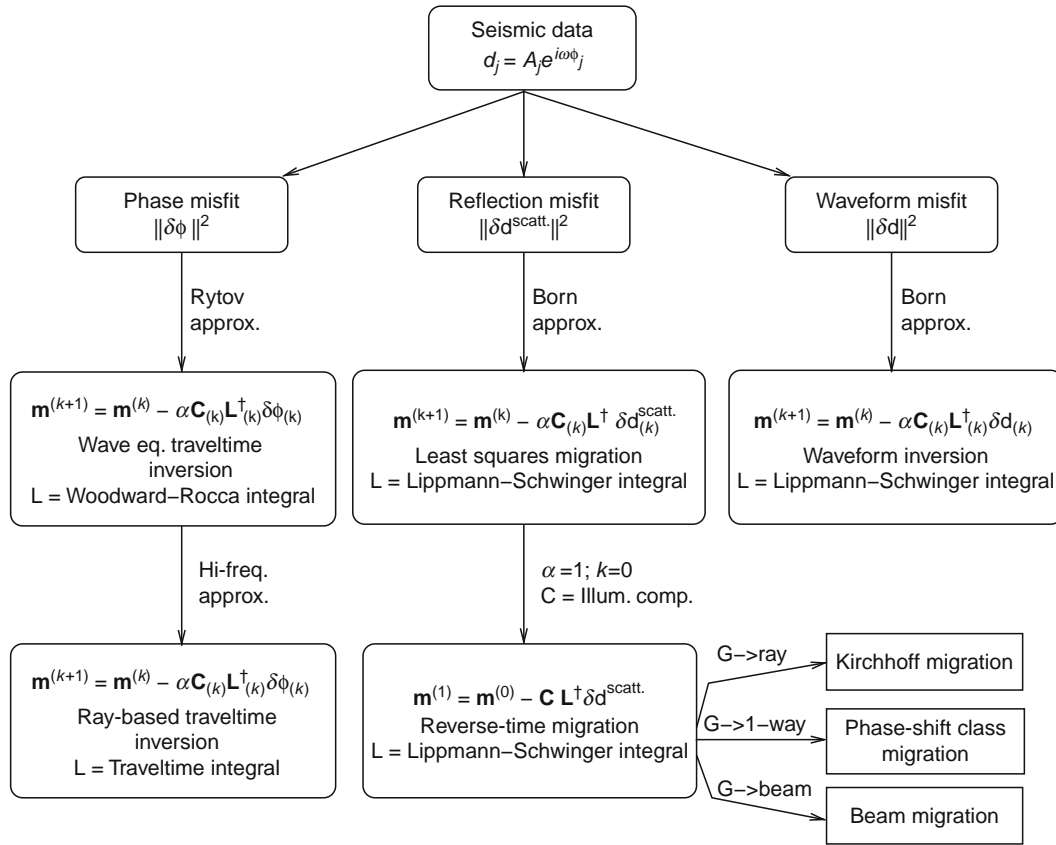 Seismic data
d_j = A_j e^{iωϕ_j}
Phase misfit
||δϕ||²
Reflection misfit
||δd^{scatt.}||²
Waveform misfit
||δd||²
Rytov
approx.
Born
approx.
Born
approx.
m^{(k+1)} = m^{(k)} − αC_{(k)}L†_{(k)}δϕ_{(k)}
Wave eq. traveltime
inversion
L = Woodward−Rocca integral
m^{(k+1)} = m^{(k)} − αC_{(k)}L† δd^{scatt.}_{(k)}
Least squares migration
L = Lippmann−Schwinger integral
m^{(k+1)} = m^{(k)} − αC_{(k)}L†_{(k)}δd_{(k)}
Waveform inversion
L = Lippmann−Schwinger integral
Hi-freq.
approx.
α =1; k=0
C = Illum. comp.
m^{(k+1)} = m^{(k)} − αC_{(k)}L†_{(k)}δϕ_{(k)}
Ray-based traveltime
inversion
L = Traveltime integral
m^{(1)} = m^{(0)} − C L†δd^{scatt.}
Reverse-time migration
L = Lippmann−Schwinger integral
G−>ray
Kirchhoff migration
G−>1−way
Phase-shift class
migration
G−>beam
Beam migration